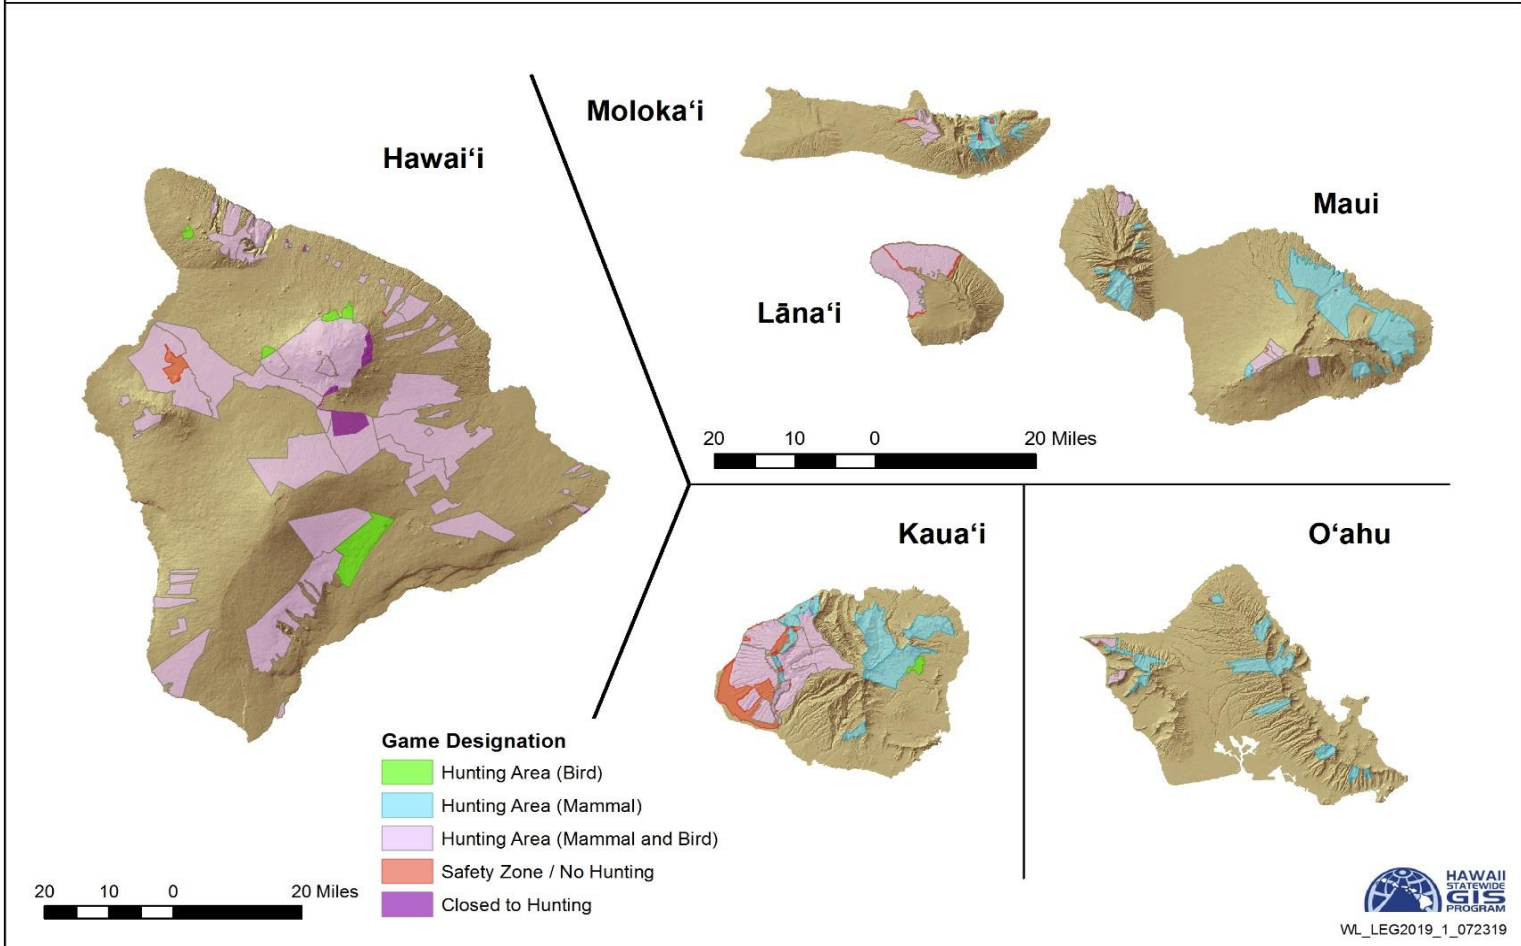 Moloka‘i
Hawai‘i
Maui
Lāna‘i
20 10 0 20 Miles
Kaua‘i
O‘ahu
Game Designation
Hunting Area (Bird)
Hunting Area (Mammal)
Hunting Area (Mammal and Bird)
Safety Zone / No Hunting
Closed to Hunting
20 10 0 20 Miles
HAWAII
STATEWIDE
GIS
PROGRAM
WL_LEG2019_1_072319